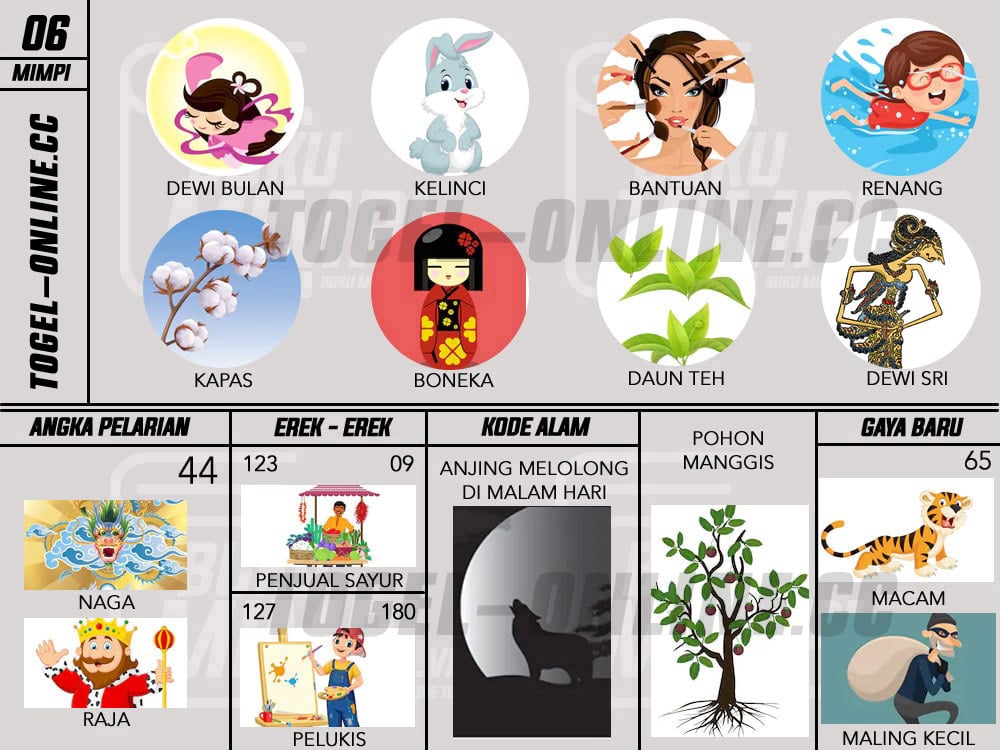 06
MIMPI
TOGEL-ONLINE.CC
DEWI BULAN
KELINCI
BANTUAN
RENANG
TOGEL-ONLINE.CC
BUKU
KAPAS
BONEKA
DAUN TEH
DEWI SRI
ANGKA PELARIAN
44
NAGA
RAJA
EREK - EREK
123
09
PENJUAL SAYUR
127
180
PELUKIS
KODE ALAM
ANJING MELOLONG
DI MALAM HARI
POHON
MANGGIS
GAYA BARU
65
MACAM
MALING KECIL
TOGEL-ONLINE.CC